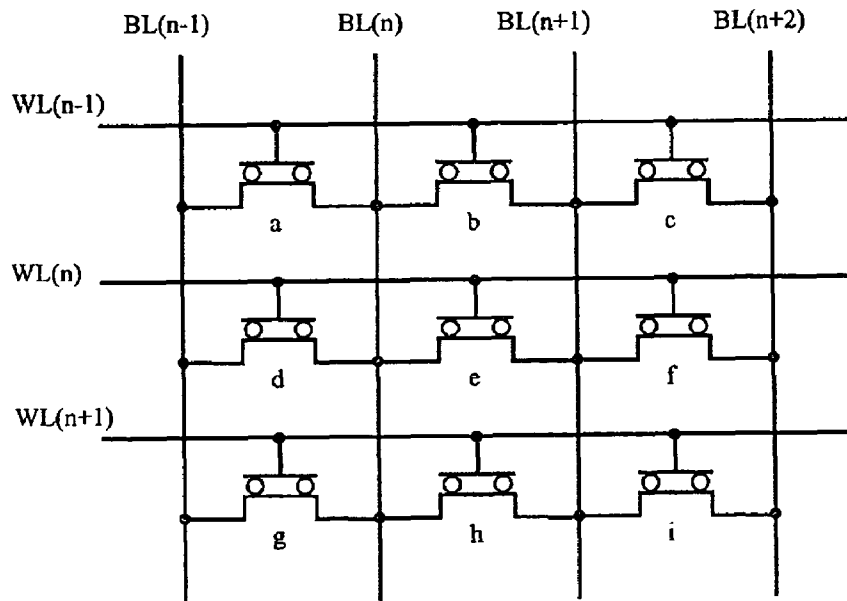 BL(n-1) BL(n) BL(n+1) BL(n+2)
WL(n-1)
a b c
WL(n)
d e f
WL(n+1)
g h i